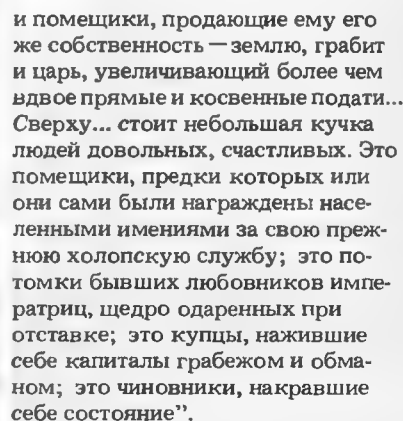 и помещики, продающие ему его
же собственность — землю, грабит
и царь, увеличивающий более чем
вдвое прямые и косвенные подати...
Сверху... стоит небольшая кучка
людей довольных, счастливых. Это
помещики, предки которых или
они сами были награждены насе-
ленными имениями за свою преж-
нюю холопскую службу; это по-
томки бывших любовников импе-
ратриц, щедро одаренных при
отставке; это купцы, нажившие
себе капиталы грабежом и обма-
ном; это чиновники, накравшие
себе состояние”.